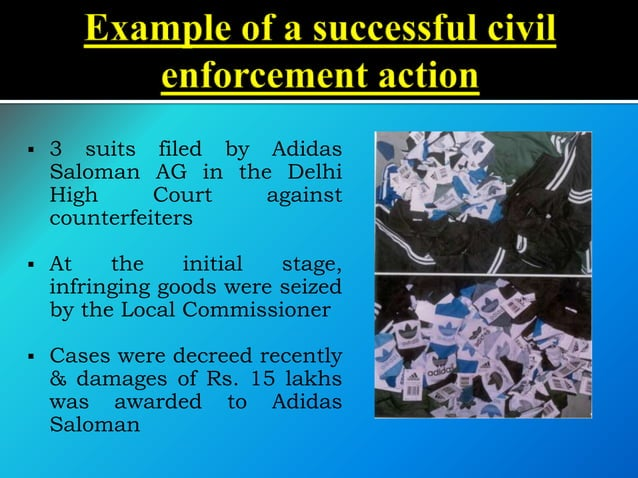 Example of a successful civil
enforcement action
▪ 3 suits filed by Adidas
Saloman AG in the Delhi
High Court against
counterfeiters
▪ At the initial stage,
infringing goods were seized
by the Local Commissioner
▪ Cases were decreed recently
& damages of Rs. 15 lakhs
was awarded to Adidas
Saloman
adidas